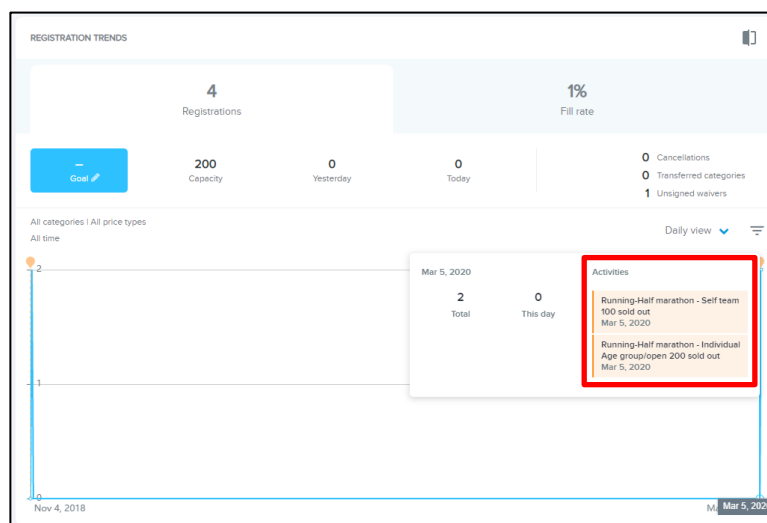 REGISTRATION TRENDS
4
Registrations
1%
Fill rate
–
Goal
200
Capacity
0
Yesterday
0
Today
0 Cancellations
0 Transferred categories
1 Unsigned waivers
All categories | All price types
All time
Daily view
2
1
0
Mar 5, 2020
2
Total
0
This day
Activities
Running-Half marathon - Self team
100 sold out
Mar 5, 2020
Running-Half marathon - Individual
Age group/open 200 sold out
Mar 5, 2020
Nov 4, 2018
Mar 5, 2020